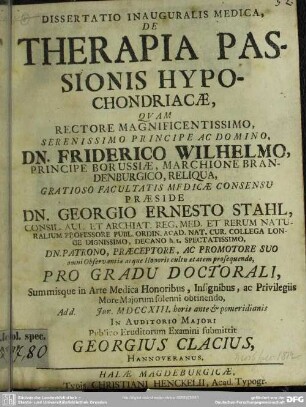 DISSERTATIO INAUGURALIS MEDICA,
DE
THERAPIA PAS-
SIONIS HYPO-
CHONDRIACÆ,
QVAM
RECTORE MAGNIFICENTISSIMO,
SERENISSIMO PRINCIPE AC DOMINO,
DN. FRIDERICO WILHELMO,
PRINCIPE BORUSSIÆ, MARCHIONE BRAN-
DENBURGICO, RELIQUA,
GRATIOSO FACULTATIS MEDICÆ CONSENSU
PRÆSIDE
DN. GEORGIO ERNESTO STAHL,
CONSIL. AUL. ET ARCHIAT. REG. MED. ET RERUM NATU-
RALIUM PROFESSORE PUBL. ORDIN. ACAD. NAT. CUR. COLLEGA LON-
GE DIGNISSIMO, DECANO h. t. SPECTATISSIMO,
DN. PATRONO, PRÆCEPTORE, AC PROMOTORE SUO
omni Observantia atque Honoris cultu ætatem prosequendo,
PRO GRADU DOCTORALI,
Summisque in Arte Medica Honoribus, Insignibus, ac Privilegiis
More Majorum solenni obtinendo,
Add. Jan. MDCCXIII. horis ante & pomeridianis
IN AUDITORIO MAJORI
Publico Eruditorum Examini submittit
GEORGIUS CLACIUS,
HANNOVERANUS.
HALÆ MAGDEBURGICÆ,
Typis CHRISTIANI HENCKELII, Acad. Typogr.